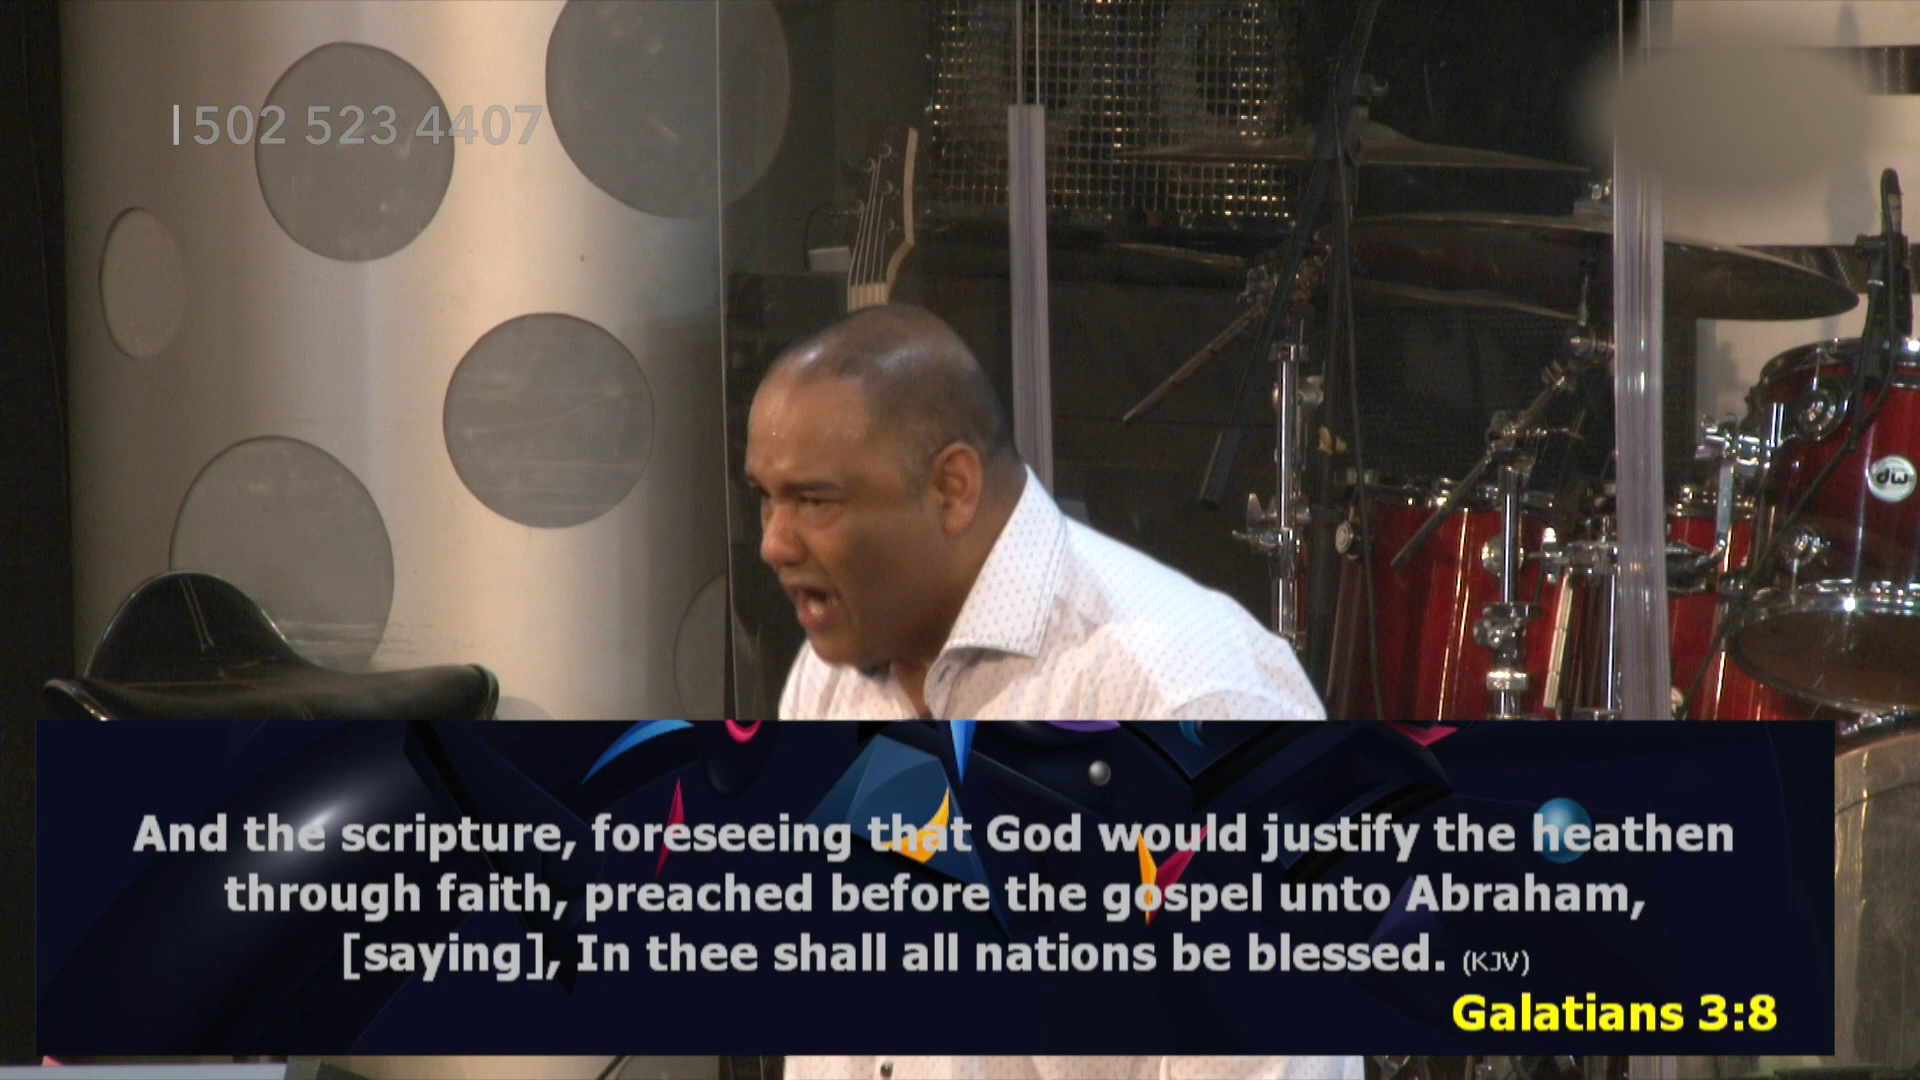 |502 523 4407
dw
And the scripture, foreseeing that God would justify the heathen
through faith, preached before the gospel unto Abraham,
[saying], In thee shall all nations be blessed. (KJV)
Galatians 3:8